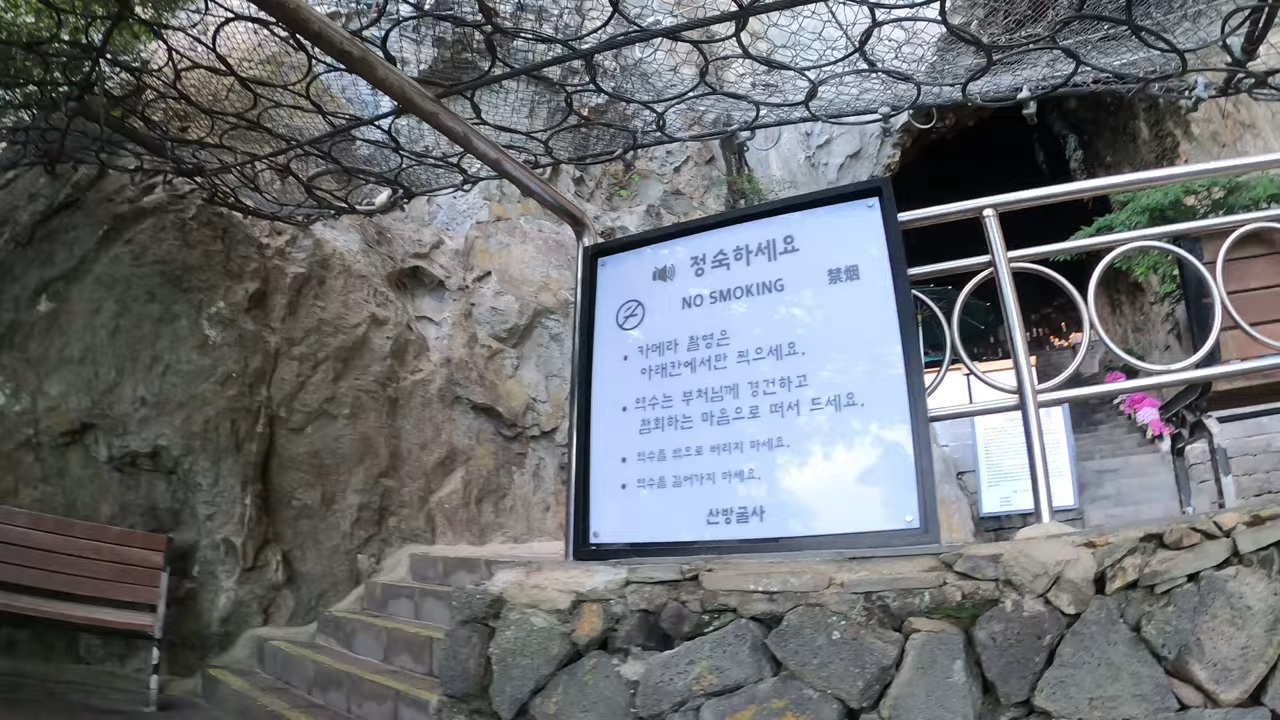 정숙하세요
NO SMOKING
禁烟
• 카메라 촬영은
아래칸에서만 찍으세요.
• 약수는 부처님께 경건하고
참회하는 마음으로 떠서 드세요.
• 약수를 밖으로 버리지 마세요.
• 약수를 길어가지 마세요.
산방굴사